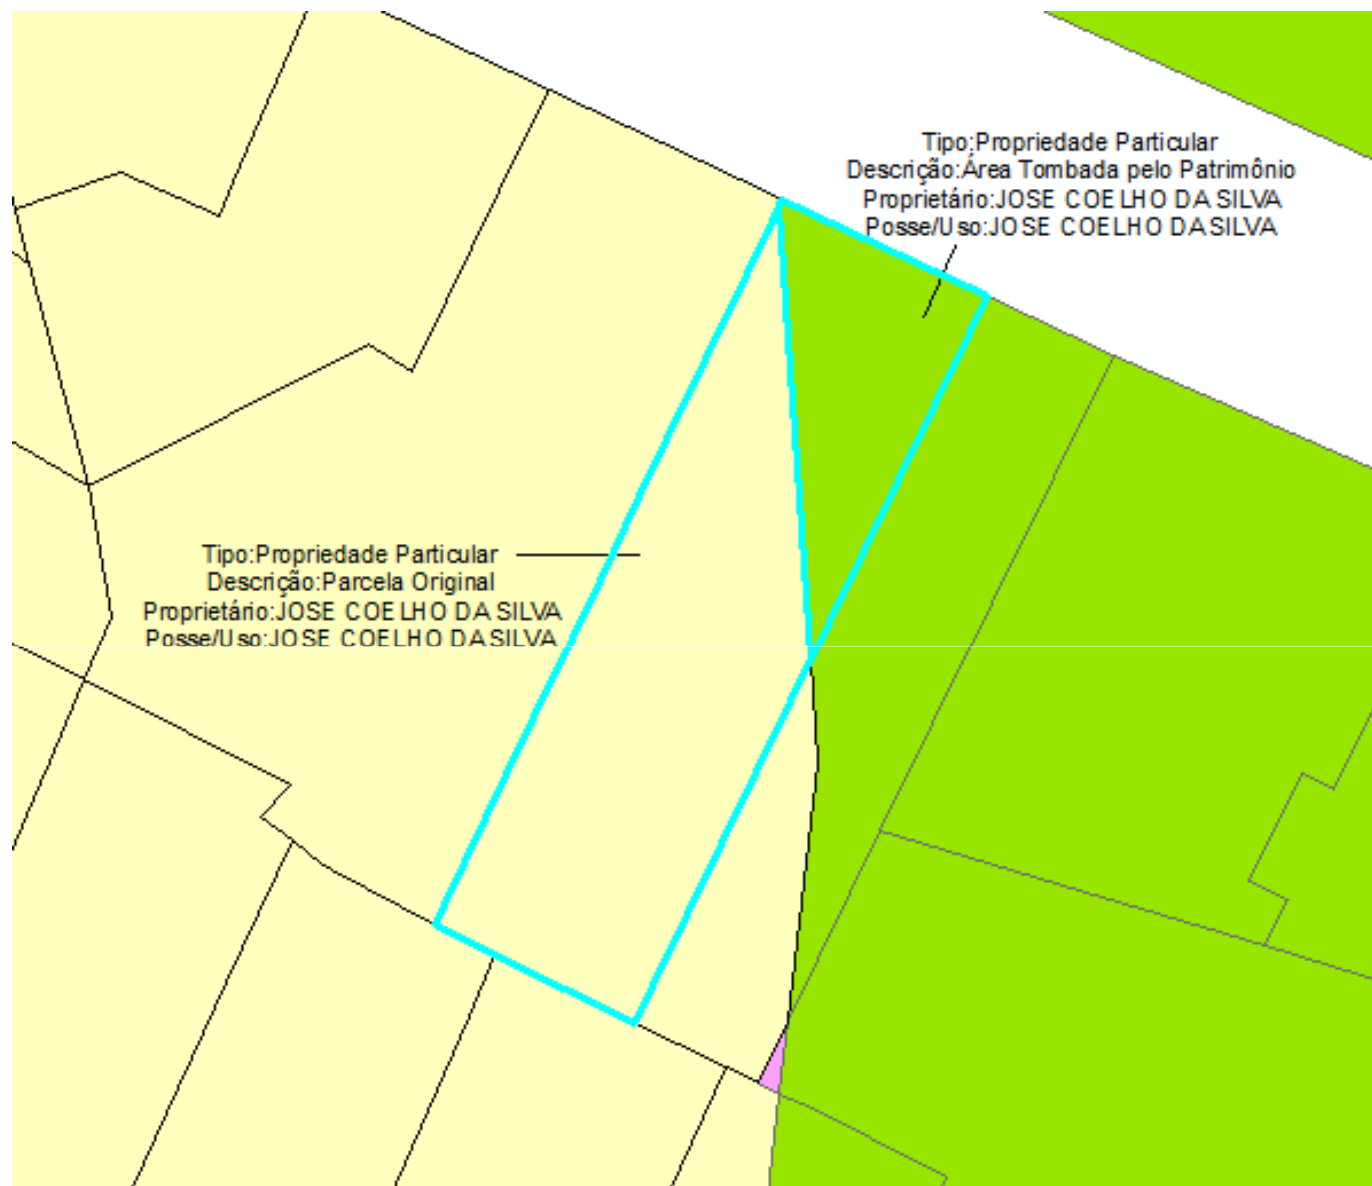 Tipo:Propriedade Particular
Descrição:Área Tombada pelo Patrimônio
Proprietário:JOSE COELHO DA SILVA
Posse/Uso:JOSE COELHO DA SILVA
Tipo:Propriedade Particular
Descrição:Parcela Original
Proprietário:JOSE COELHO DA SILVA
Posse/Uso:JOSE COELHO DA SILVA